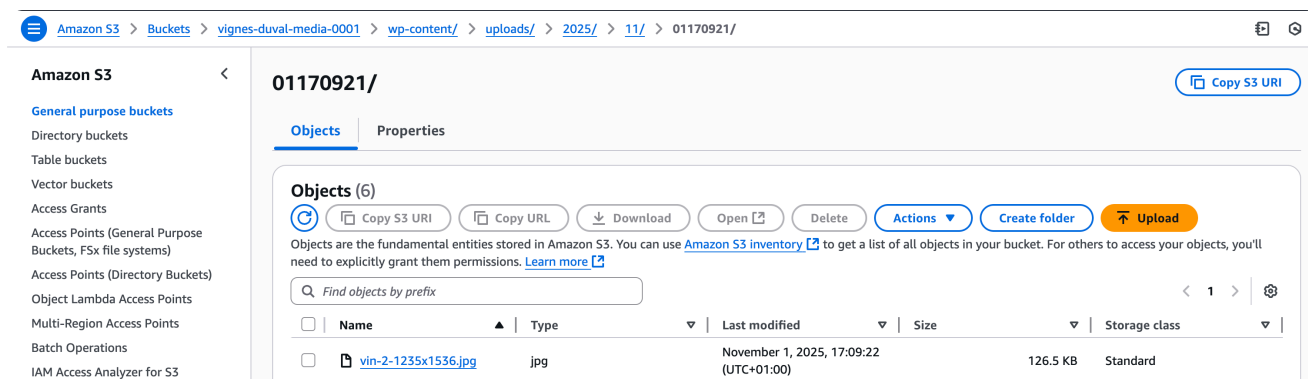 Amazon S3 > Buckets > vignes-duval-media-0001 > wp-content/ > uploads/ > 2025/ > 11/ > 01170921/
Amazon S3
General purpose buckets
Directory buckets
Table buckets
Vector buckets
Access Grants
Access Points (General Purpose
Buckets, FSx file systems)
Access Points (Directory Buckets)
Object Lambda Access Points
Multi-Region Access Points
Batch Operations
IAM Access Analyzer for S3
01170921/
Copy S3 URI
Objects
Properties
Objects (6)
Copy S3 URI
Copy URL
Download
Open
Delete
Actions
Create folder
Upload
Objects are the fundamental entities stored in Amazon S3. You can use Amazon S3 inventory to get a list of all objects in your bucket. For others to access your objects, you'll
need to explicitly grant them permissions. Learn more
Find objects by prefix
1
Name
Type
Last modified
Size
Storage class
vin-2-1235x1536.jpg
jpg
November 1, 2025, 17:09:22
(UTC+01:00)
126.5 KB
Standard